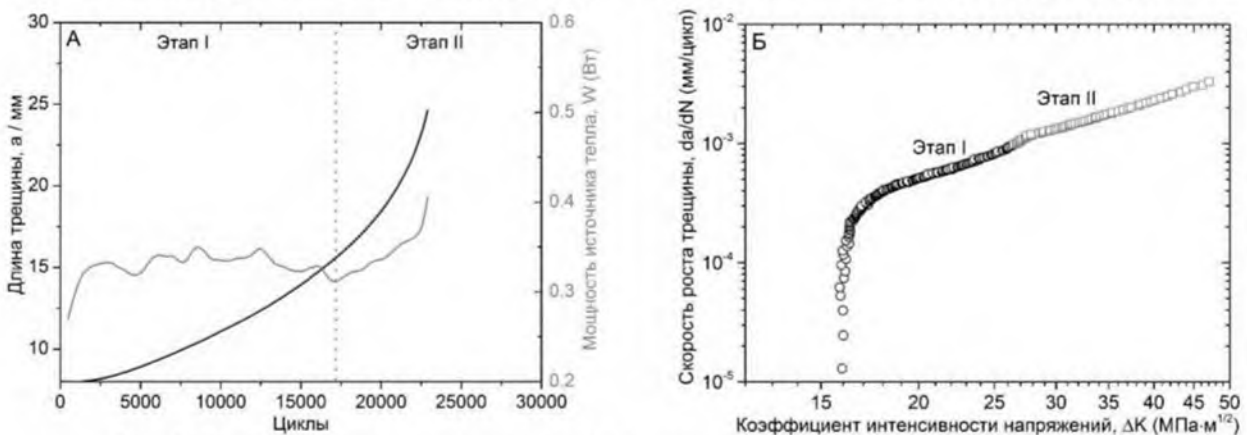 А
Этап I
Этап II
30
25
20
15
10
0
5000
10000
15000
20000
25000
30000
Циклы
Длина трещины, a / мм
0.6
0.5
0.4
0.3
0.2
Мощность источника тепла, W (Вт)
Б
Этап I
Этап II
10⁻²
10⁻³
10⁻⁴
10⁻⁵
15
20
25
30
35
40
45
50
Скорость роста трещины, da/dN (мм/цикл)
Коэффициент интенсивности напряжений, ΔK (МПа·м^1/2)